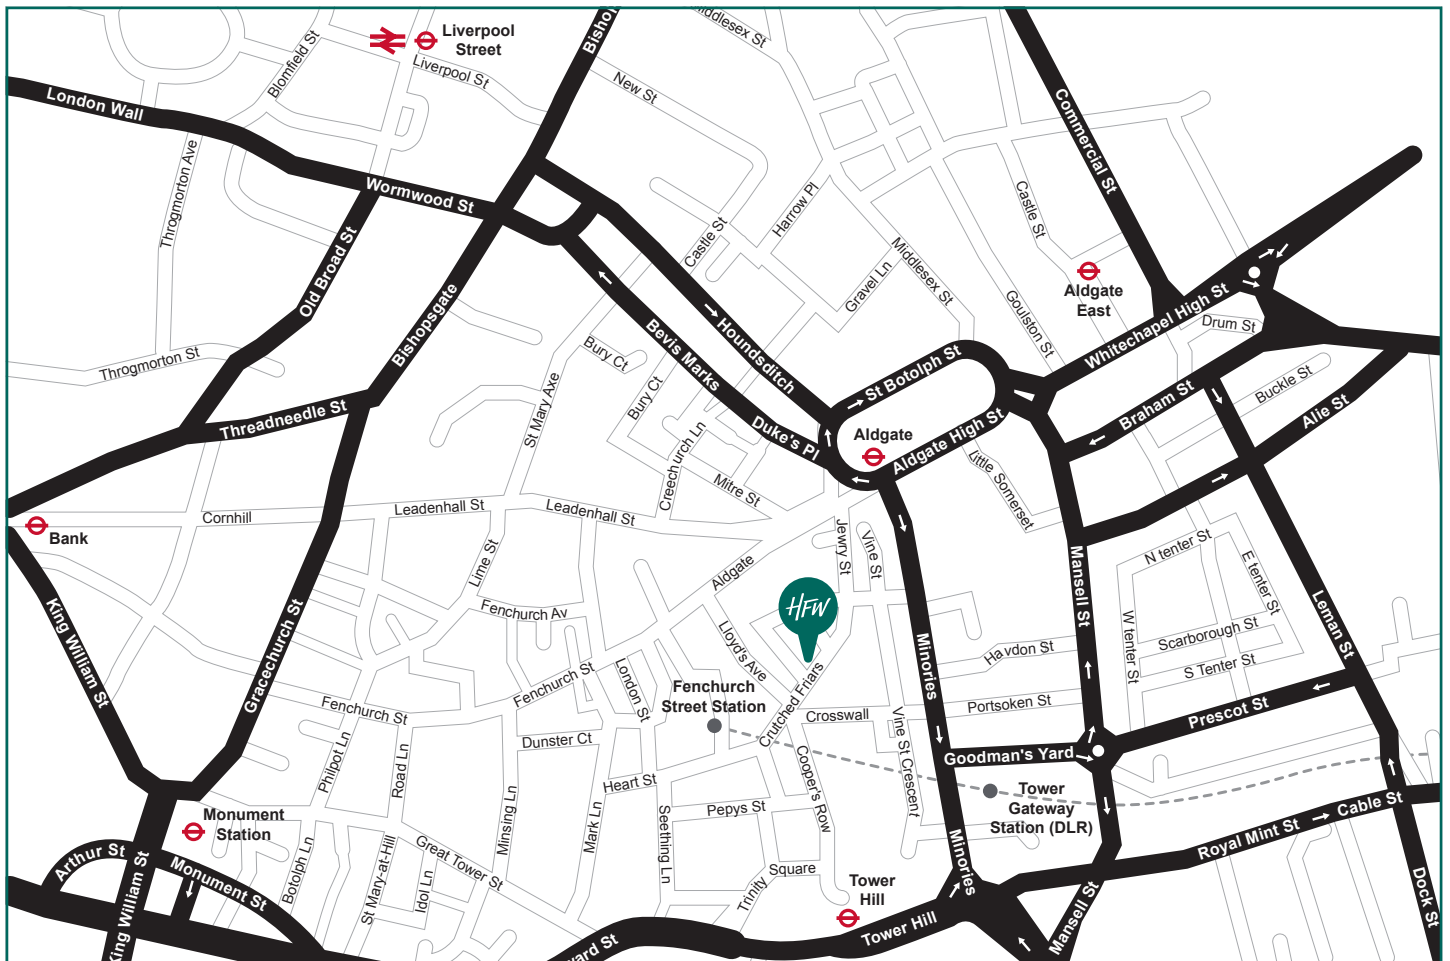 Liverpool
Street
Bishop
Middlesex St
Blomfield St
Liverpool St
New St
London Wall
Commercial St
Throgmorton Ave
Wormwood St
Harrow Pl
Castle St
Castle St
Old Broad St
Middlesex St
Gravel Ln
Aldgate
East
Goulston St
Whitechapel High St
Drum St
Bishopsgate
Houndsditch
Bevis Marks
Bury Ct
Bury Ct
Throgmorton St
St Botolph St
Buckle St
Braham St
Alie St
St Mary Axe
Threadneedle St
Duke's Pl
Aldgate
Aldgate High St
Creechurch Ln
Mitre St
Little Somerset
Leadenhall St
Leadenhall St
Cornhill
Bank
Jewry St
Vine St
N tenter St
E tenter St
Lime St
Aldgate
Mansell St
HFW
Fenchurch Av
King William St
Gracechurch St
Lloyd's Ave
Minories
Haydon St
W tenter St
Scarborough St
S Tenter St
Leman St
Fenchurch St
London St
Fenchurch
Street Station
Crutched Friars
Crosswall
Portsoken St
Prescot St
Fenchurch St
Vine St Crescent
Dunster Ct
Goodman's Yard
Philpot Ln
Road Ln
Cooper's Row
Heart St
Tower
Gateway
Station (DLR)
Pepys St
Cable St
Royal Mint St
Monument
Station
Minsing Ln
Mark Ln
Seething Ln
Arthur St
Monument St
Botolph Ln
St Mary-at-Hill
Idol Ln
Great Tower St
Minories
Trinity Square
Tower
Hill
King William St
Tower Hill
Mansell St
Dock St
ward St